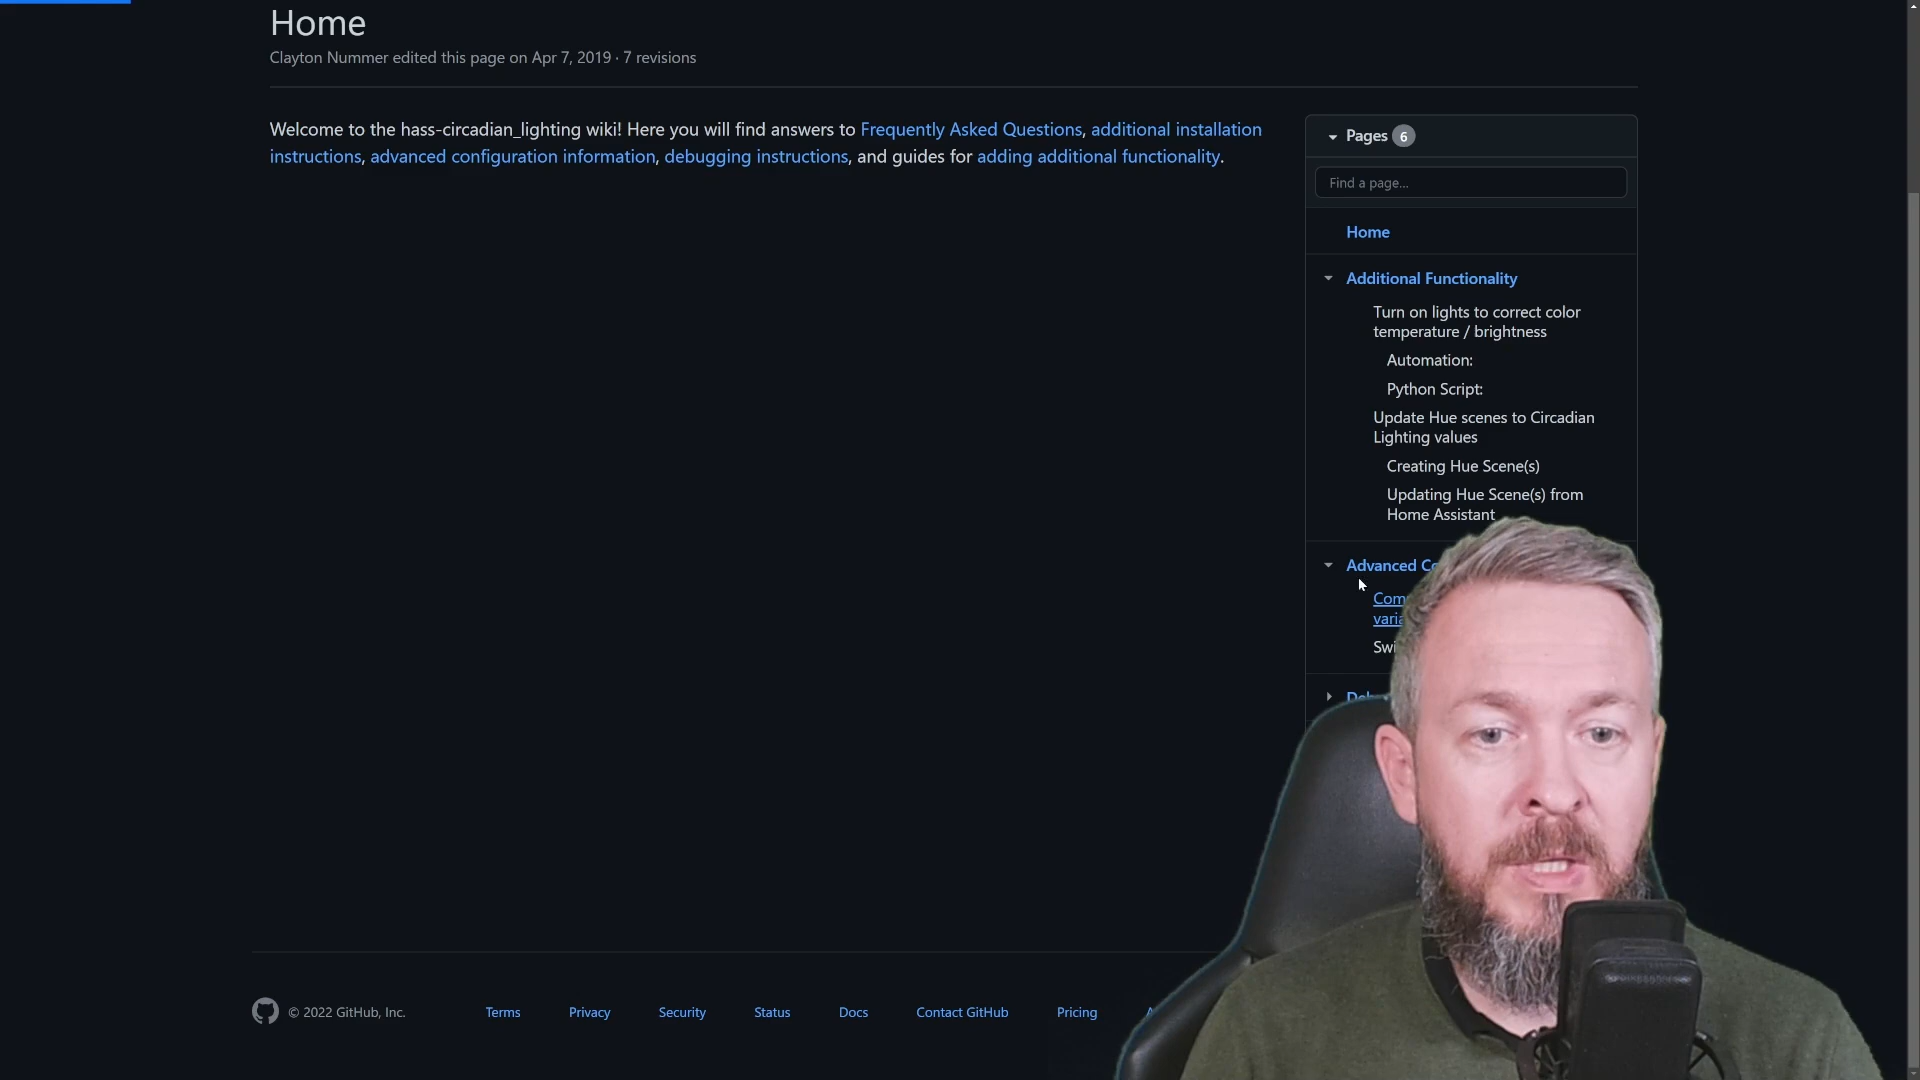 Home
Clayton Nummer edited this page on Apr 7, 2019 · 7 revisions
Welcome to the hass-circadian_lighting wiki! Here you will find answers to Frequently Asked Questions, additional installation
instructions, advanced configuration information, debugging instructions, and guides for adding additional functionality.
Pages 6
Find a page...
Home
Additional Functionality
Turn on lights to correct color
temperature / brightness
Automation:
Python Script:
Update Hue scenes to Circadian
Lighting values
Creating Hue Scene(s)
Updating Hue Scene(s) from
Home Assistant
Advanced
© 2022 GitHub, Inc.
Terms
Privacy
Security
Status
Docs
Contact GitHub
Pricing